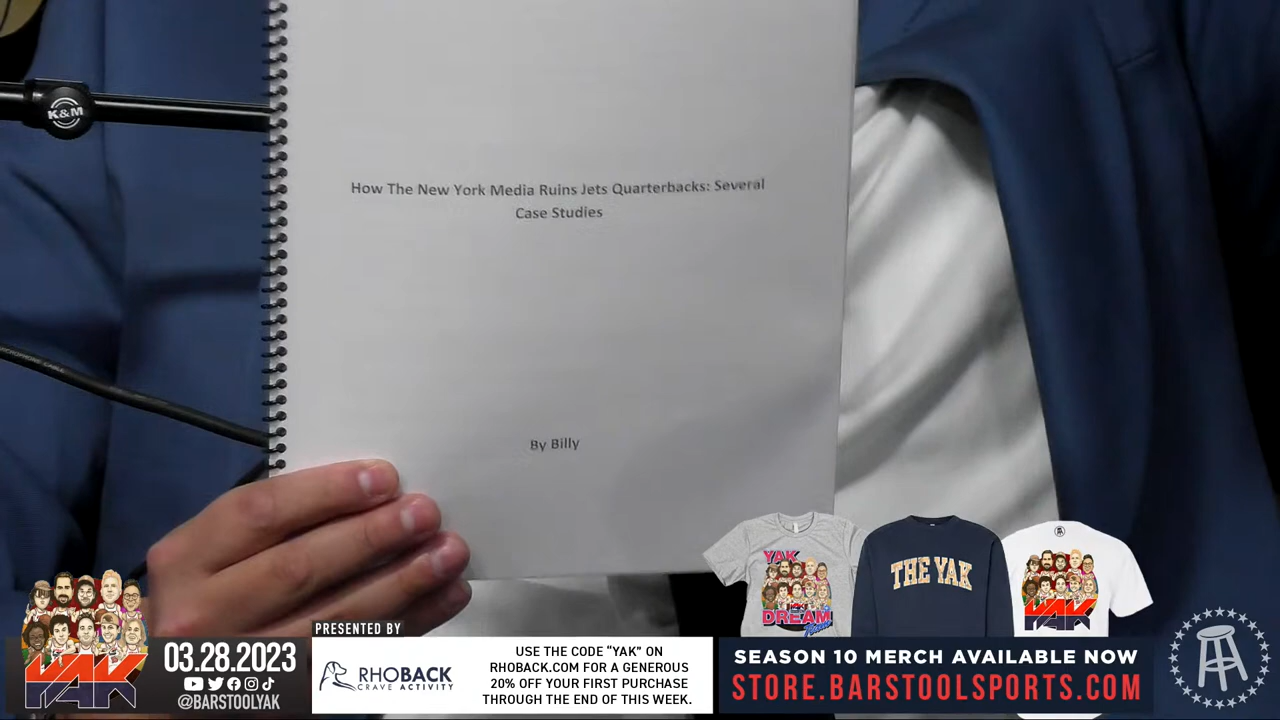 K&M
How The New York Media Ruins Jets Quarterbacks: Several
Case Studies
By Billy
YAK
DREAM
THE YAK
YAK
YAK
03.28.2023
@BARSTOOLYAK
PRESENTED BY
RHOBACK
CRAVE ACTIVITY
USE THE CODE “YAK” ON
RHOBACK.COM FOR A GENEROUS
20% OFF YOUR FIRST PURCHASE
THROUGH THE END OF THIS WEEK.
SEASON 10 MERCH AVAILABLE NOW
STORE.BARSTOOLSPORTS.COM